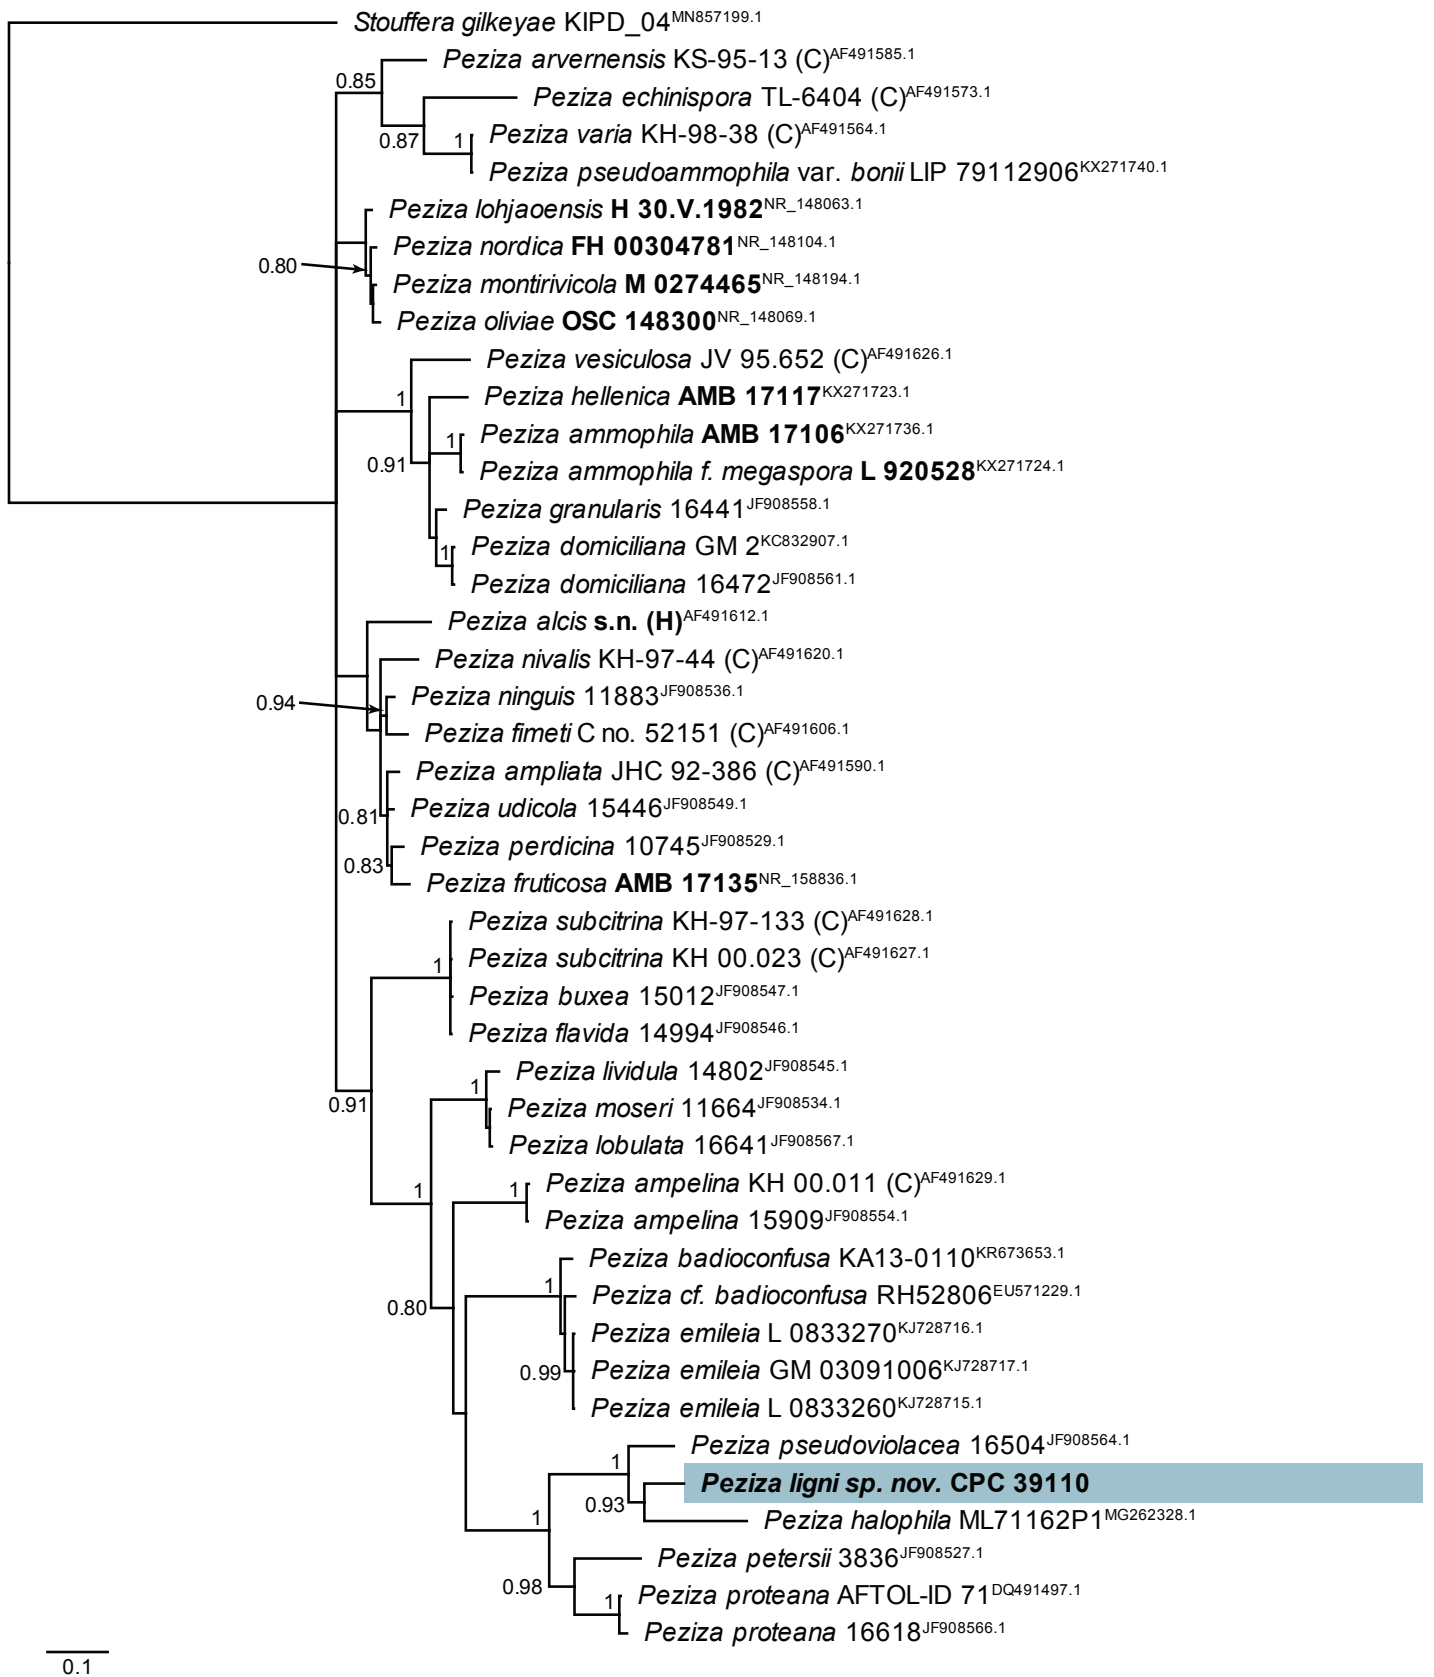 Stouffera gilkeyae KIPD_04MN857199.1
Peziza arvernensis KS-95-13 (C)AF491585.1
0.85
Peziza echinispora TL-6404 (C)AF491573.1
Peziza varia KH-98-38 (C)AF491564.1
0.87
1
Peziza pseudoammophila var. bonii LIP 79112906KX271740.1
Peziza lohjaoensis H 30.V.1982NR_148063.1
Peziza nordica FH 00304781NR_148104.1
0.80
Peziza montirivicola M 0274465NR_148194.1
Peziza oliviae OSC 148300NR_148069.1
Peziza vesiculosa JV 95.652 (C)AF491626.1
1
Peziza hellenica AMB 17117KX271723.1
Peziza ammophila AMB 17106KX271736.1
1
0.91
Peziza ammophila f. megaspora L 920528KX271724.1
Peziza granularis 16441JF908558.1
Peziza domiciliana GM 2KC832907.1
1
Peziza domiciliana 16472JF908561.1
Peziza alcis s.n. (H)AF491612.1
Peziza nivalis KH-97-44 (C)AF491620.1
0.94
Peziza ninguis 11883JF908536.1
Peziza fimeti C no. 52151 (C)AF491606.1
Peziza ampliata JHC 92-386 (C)AF491590.1
Peziza udicola 15446JF908549.1
0.81
Peziza perdicina 10745JF908529.1
0.83
Peziza fruticosa AMB 17135NR_158836.1
Peziza subcitrina KH-97-133 (C)AF491628.1
Peziza subcitrina KH 00.023 (C)AF491627.1
1
Peziza buxea 15012JF908547.1
Peziza flavida 14994JF908546.1
Peziza lividula 14802JF908545.1
1
0.91
Peziza moseri 11664JF908534.1
Peziza lobulata 16641JF908567.1
Peziza ampelina KH 00.011 (C)AF491629.1
1
1
Peziza ampelina 15909JF908554.1
Peziza badioconfusa KA13-0110KR673653.1
1
Peziza cf. badioconfusa RH52806EU571229.1
0.80
Peziza emileia L 0833270KJ728716.1
Peziza emileia GM 03091006KJ728717.1
0.99
Peziza emileia L 0833260KJ728715.1
Peziza pseudoviolacea 16504JF908564.1
1
Peziza ligni sp. nov. CPC 39110
0.93
Peziza halophila ML71162P1MG262328.1
1
Peziza petersii 3836JF908527.1
0.98
Peziza proteana AFTOL-ID 71DQ491497.1
1
Peziza proteana 16618JF908566.1
0.1